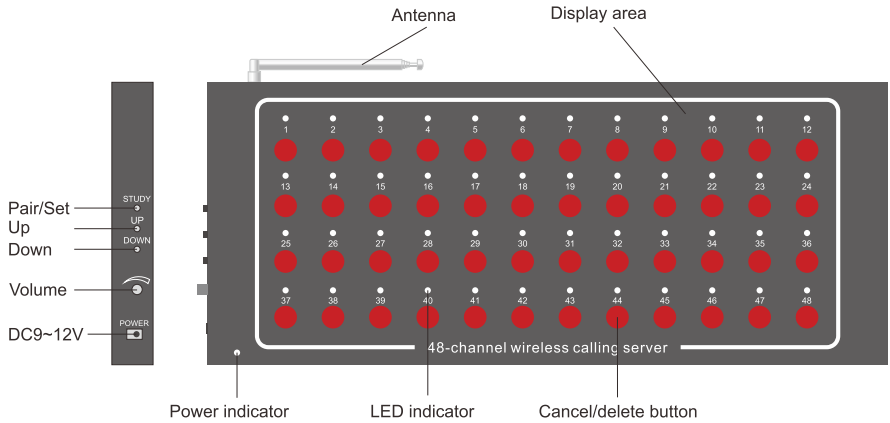 Antenna
Display area
1 2 3 4 5 6 7 8 9 10 11 12
13 14 15 16 17 18 19 20 21 22 23 24
25 26 27 28 29 30 31 32 33 34 35 36
37 38 39 40 41 42 43 44 45 46 47 48
48-channel wireless calling server
STUDY
Pair/Set
UP
Up
DOWN
Down
Volume
POWER
DC9~12V
Power indicator
LED indicator
Cancel/delete button